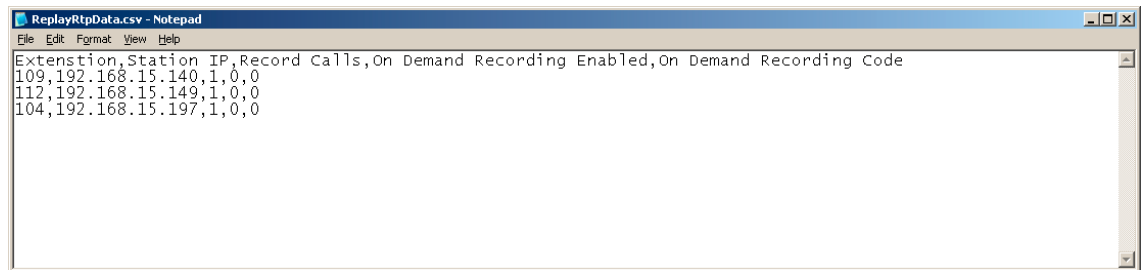 ReplayRtpData.csv - Notepad
File Edit Format View Help
Extenstion,Station IP,Record Calls,On Demand Recording Enabled,On Demand Recording Code
109,192.168.15.140,1,0,0
112,192.168.15.149,1,0,0
104,192.168.15.197,1,0,0